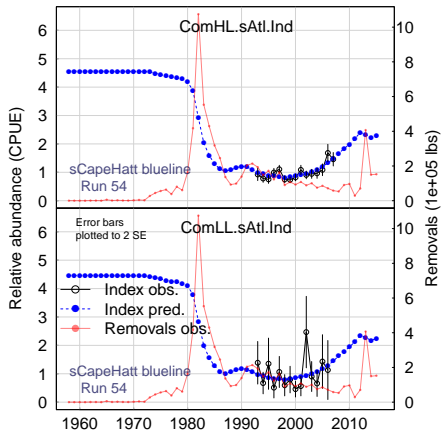 ComHL.sAtl.Ind
6
5
4
3
2
1
0
10
8
6
4
2
0
sCapeHatt blueline
Run 54
Relative abundance (CPUE)
Removals (1e+05 lbs)
Error bars
plotted to 2 SE
ComLL.sAtl.Ind
6
5
4
3
2
1
0
10
8
6
4
2
0
Index obs.
Index pred.
Removals obs.
sCapeHatt blueline
Run 54
1960
1970
1980
1990
2000
2010